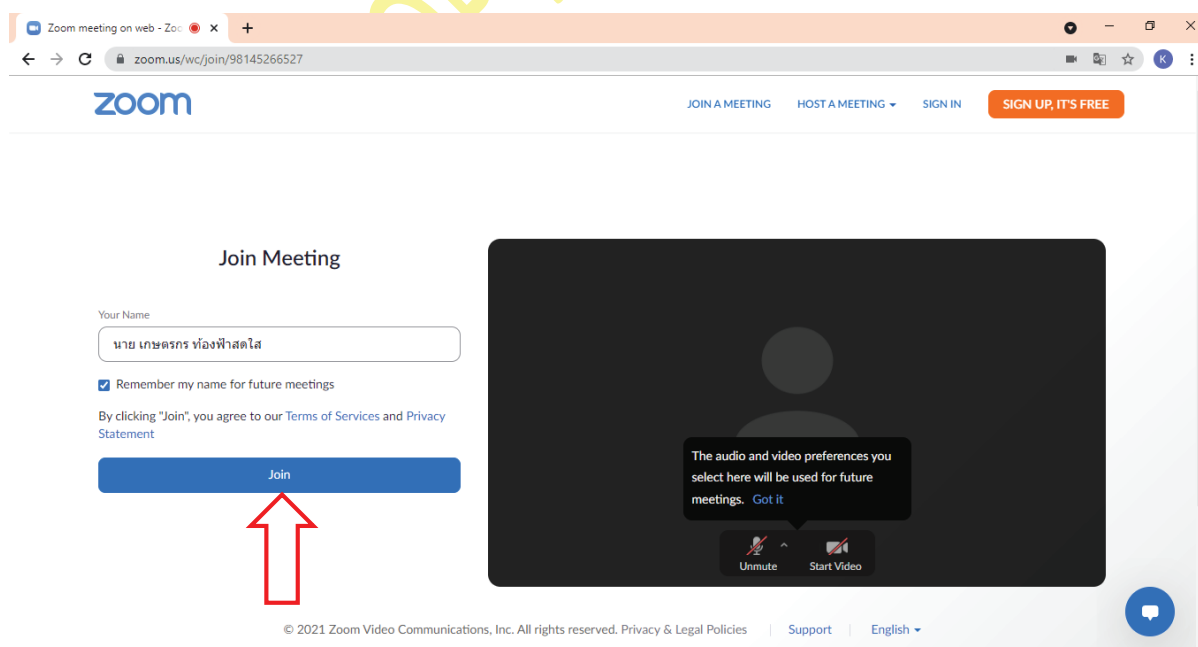 Zoom meeting on web - Zoo
zoom.us/wc/join/98145266527
K
zoom
JOIN A MEETING
HOST A MEETING
SIGN IN
SIGN UP, IT'S FREE
Join Meeting
Your Name
นาย เกษตรกร ท้องฟ้าสดใส
Remember my name for future meetings
By clicking "Join", you agree to our Terms of Services and Privacy
Statement
Join
The audio and video preferences you
select here will be used for future
meetings. Got it
Unmute
Start Video
© 2021 Zoom Video Communications, Inc. All rights reserved. Privacy & Legal Policies
Support
English